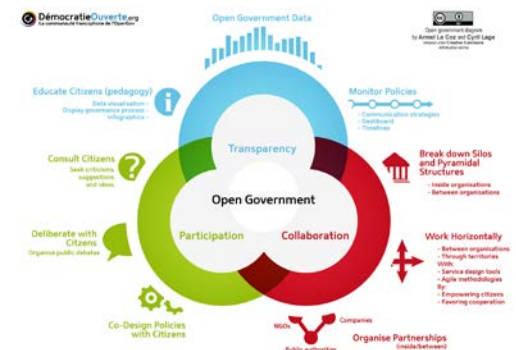 DémocratieOuverte.org
La communauté francophone de l'OpenGov
Open Government Data
Open government diagram
by Armel Le Coz and Cyril Lage
Educate Citizens (pedagogy)
Data visualisation -
Display governance process -
Infographics -
Monitor Policies
- Communication strategies
- Dashboard
- Timelines
Transparency
Consult Citizens
Seek criticisms,
suggestions
and ideas
Break down Silos
and Pyramidal
Structures
- Inside organisations
- Between organisations
Open Government
Participation
Collaboration
Deliberate with
Citzens
Organise public debates
Work Horizontally
- Between organisations
- Through territories
With:
- Service design tools
- Agile methodologies
By:
- Empowering citizens
- Favoring cooperation
Co-Design Policies
with Citizens
NGOs
Companies
Public authorities
Organise Partnerships
(inside/between)